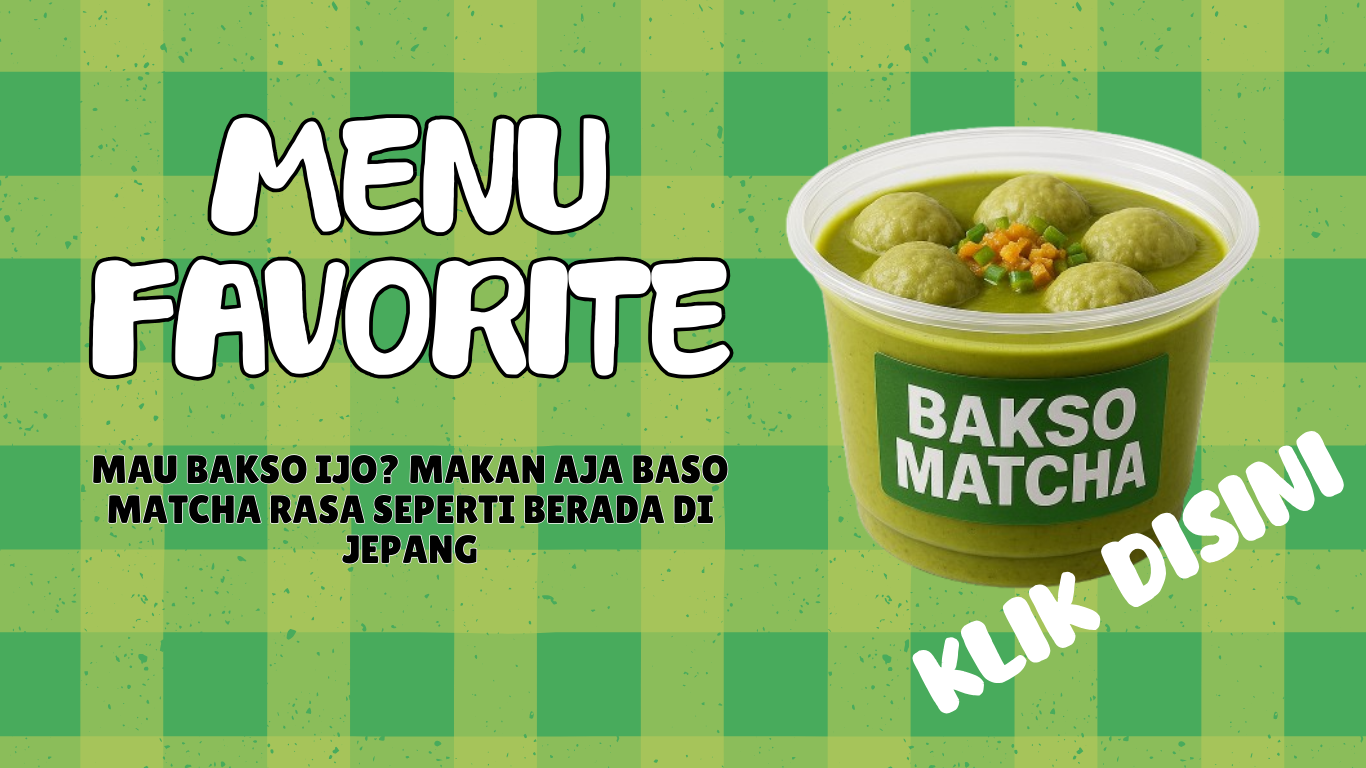 MENU
FAVORITE
MAU BAKSO IJO? MAKAN AJA BASO
MATCHA RASA SEPERTI BERADA DI
JEPANG
BAKSO
MATCHA
KLIK DISINI